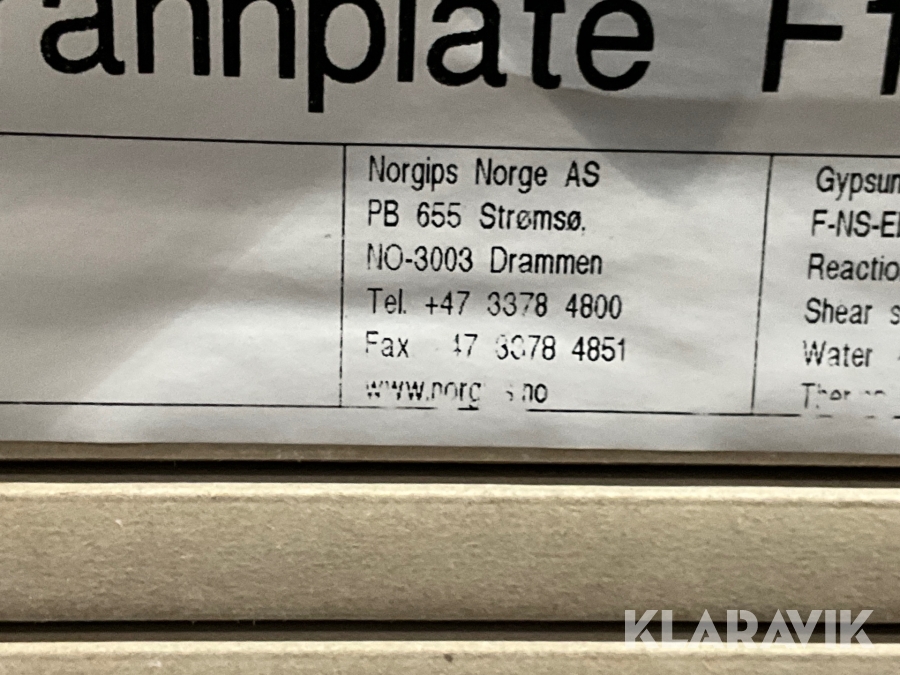 annplate F1
Norgips Norge AS
PB 655 Strømsø,
NO-3003 Drammen
Tel. +47 3378 4800
Fax 47 3378 4851
Gypsum
F-NS-E
Reactio
Shear s
Water
KLARAVIK